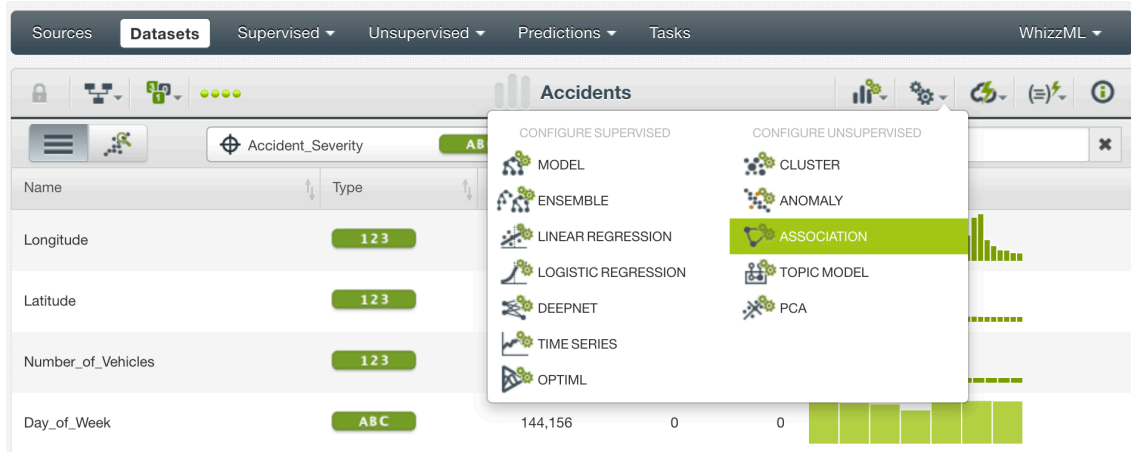 Sources Datasets Supervised Unsupervised Predictions Tasks WhizzML
Accidents
Accident_Severity
CONFIGURE SUPERVISED CONFIGURE UNSUPERVISED
MODEL CLUSTER
ENSEMBLE ANOMALY
LINEAR REGRESSION ASSOCIATION
LOGISTIC REGRESSION TOPIC MODEL
DEEPNET PCA
TIME SERIES
OPTIML
Name Type
Longitude 123
Latitude 123
Number_of_Vehicles 123
Day_of_Week ABC 144,156 0 0